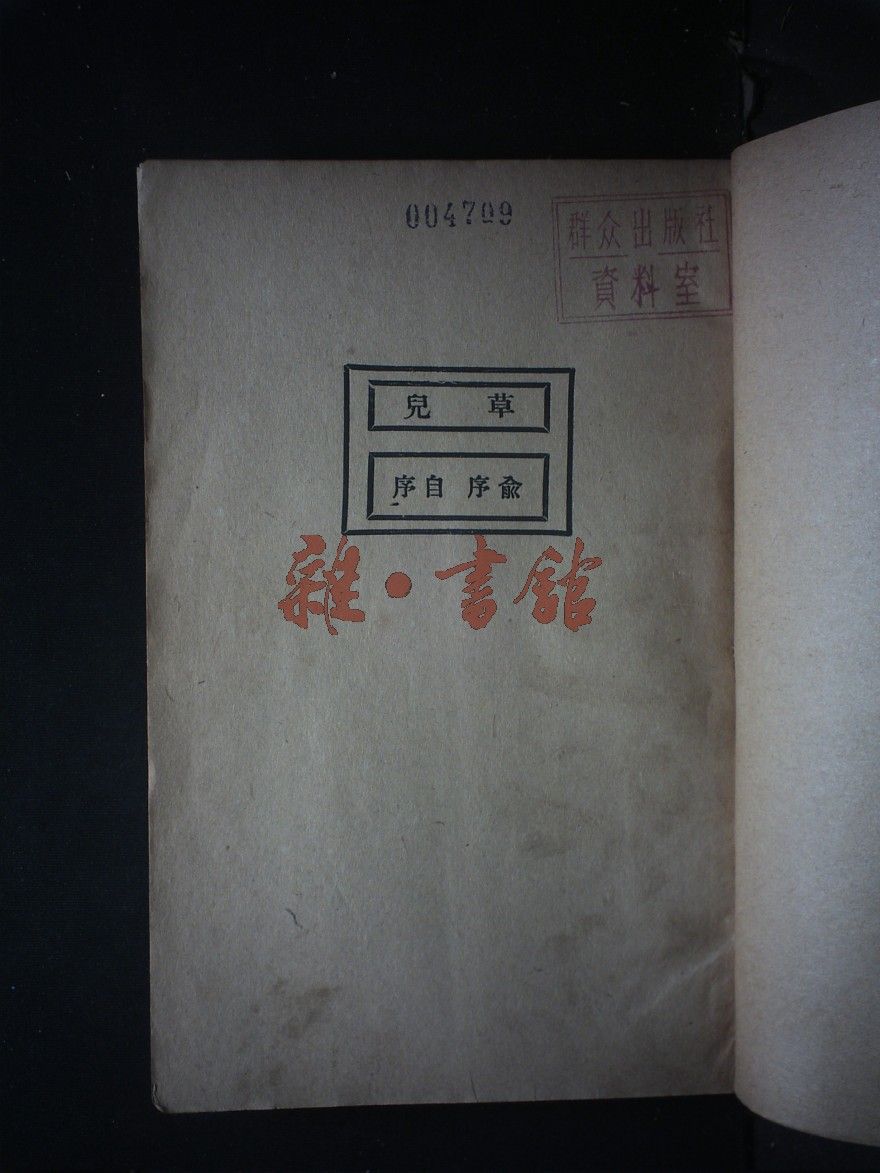 004709
群众出版社
資料室
草兒
俞序 自序
雜·書館